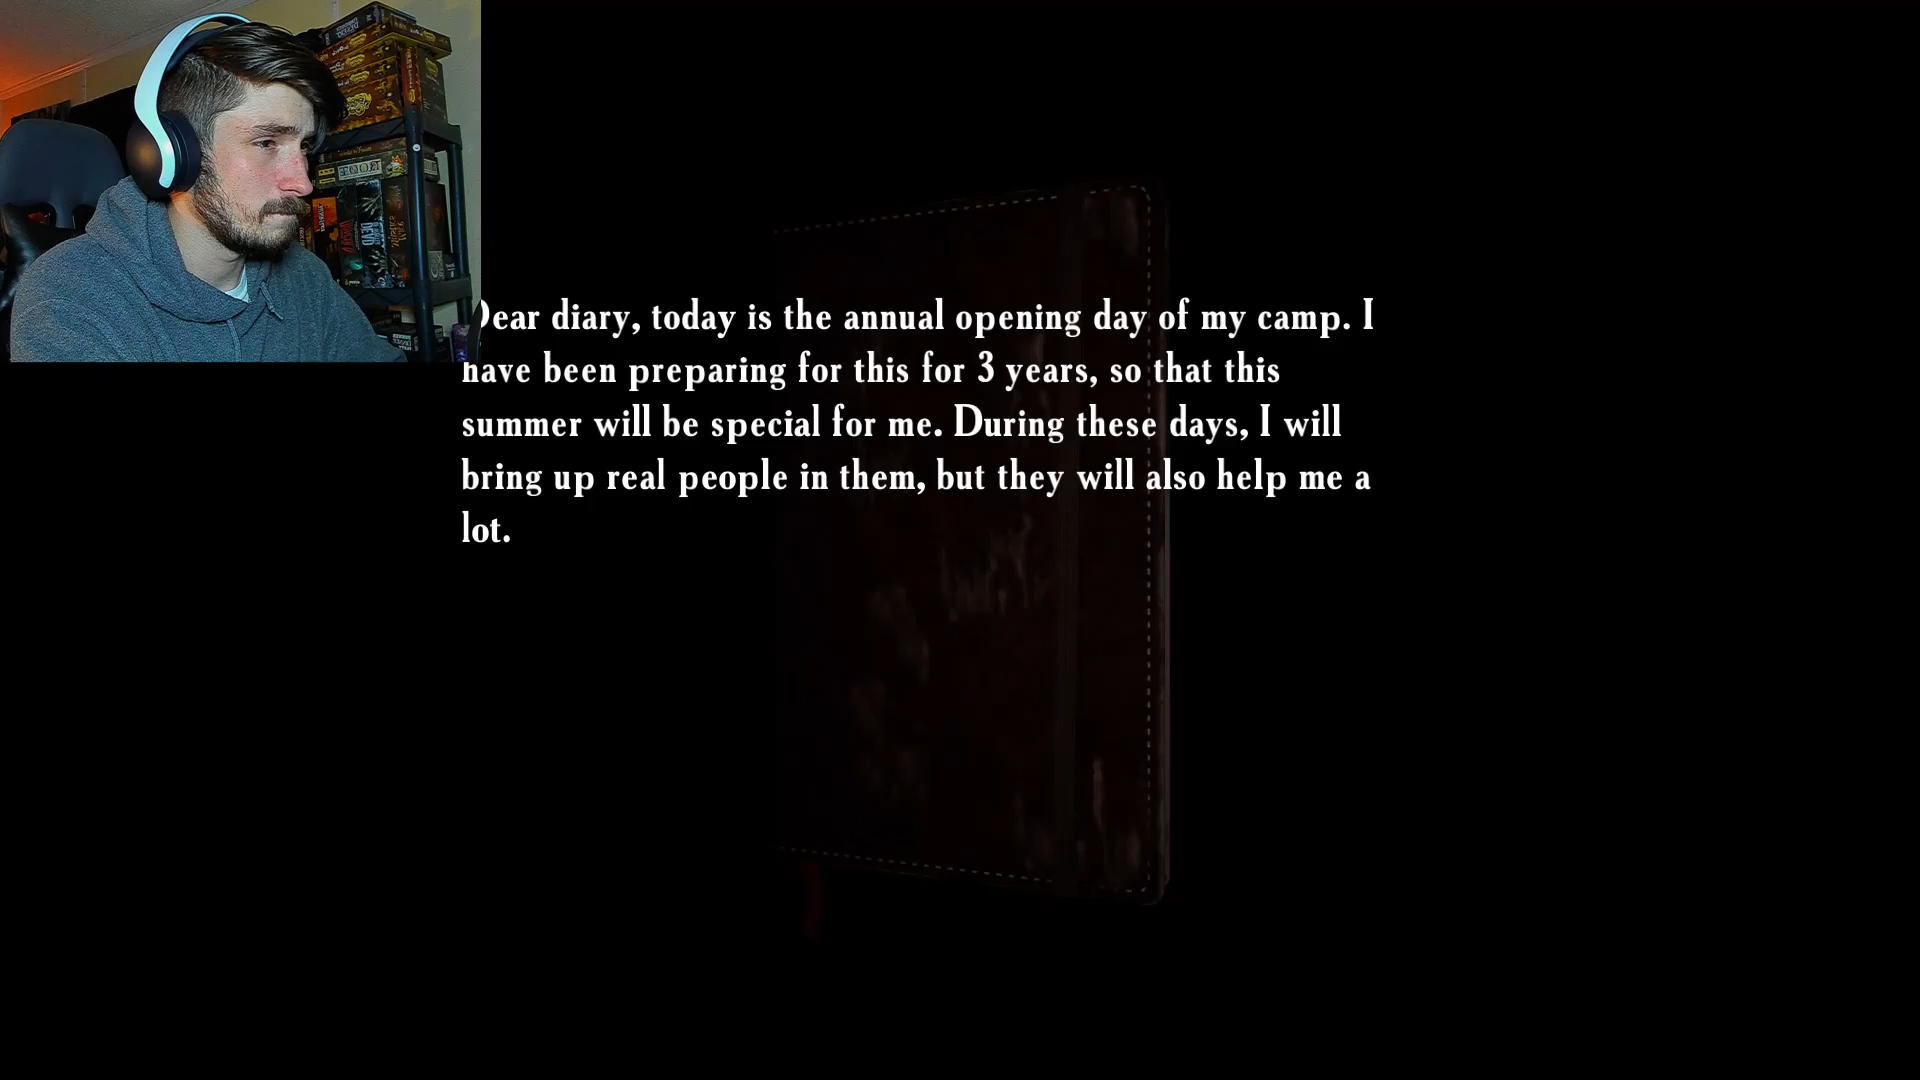 Dear diary, today is the annual opening day of my camp. I
have been preparing for this for 3 years, so that this
summer will be special for me. During these days, I will
bring up real people in them, but they will also help me a
lot.